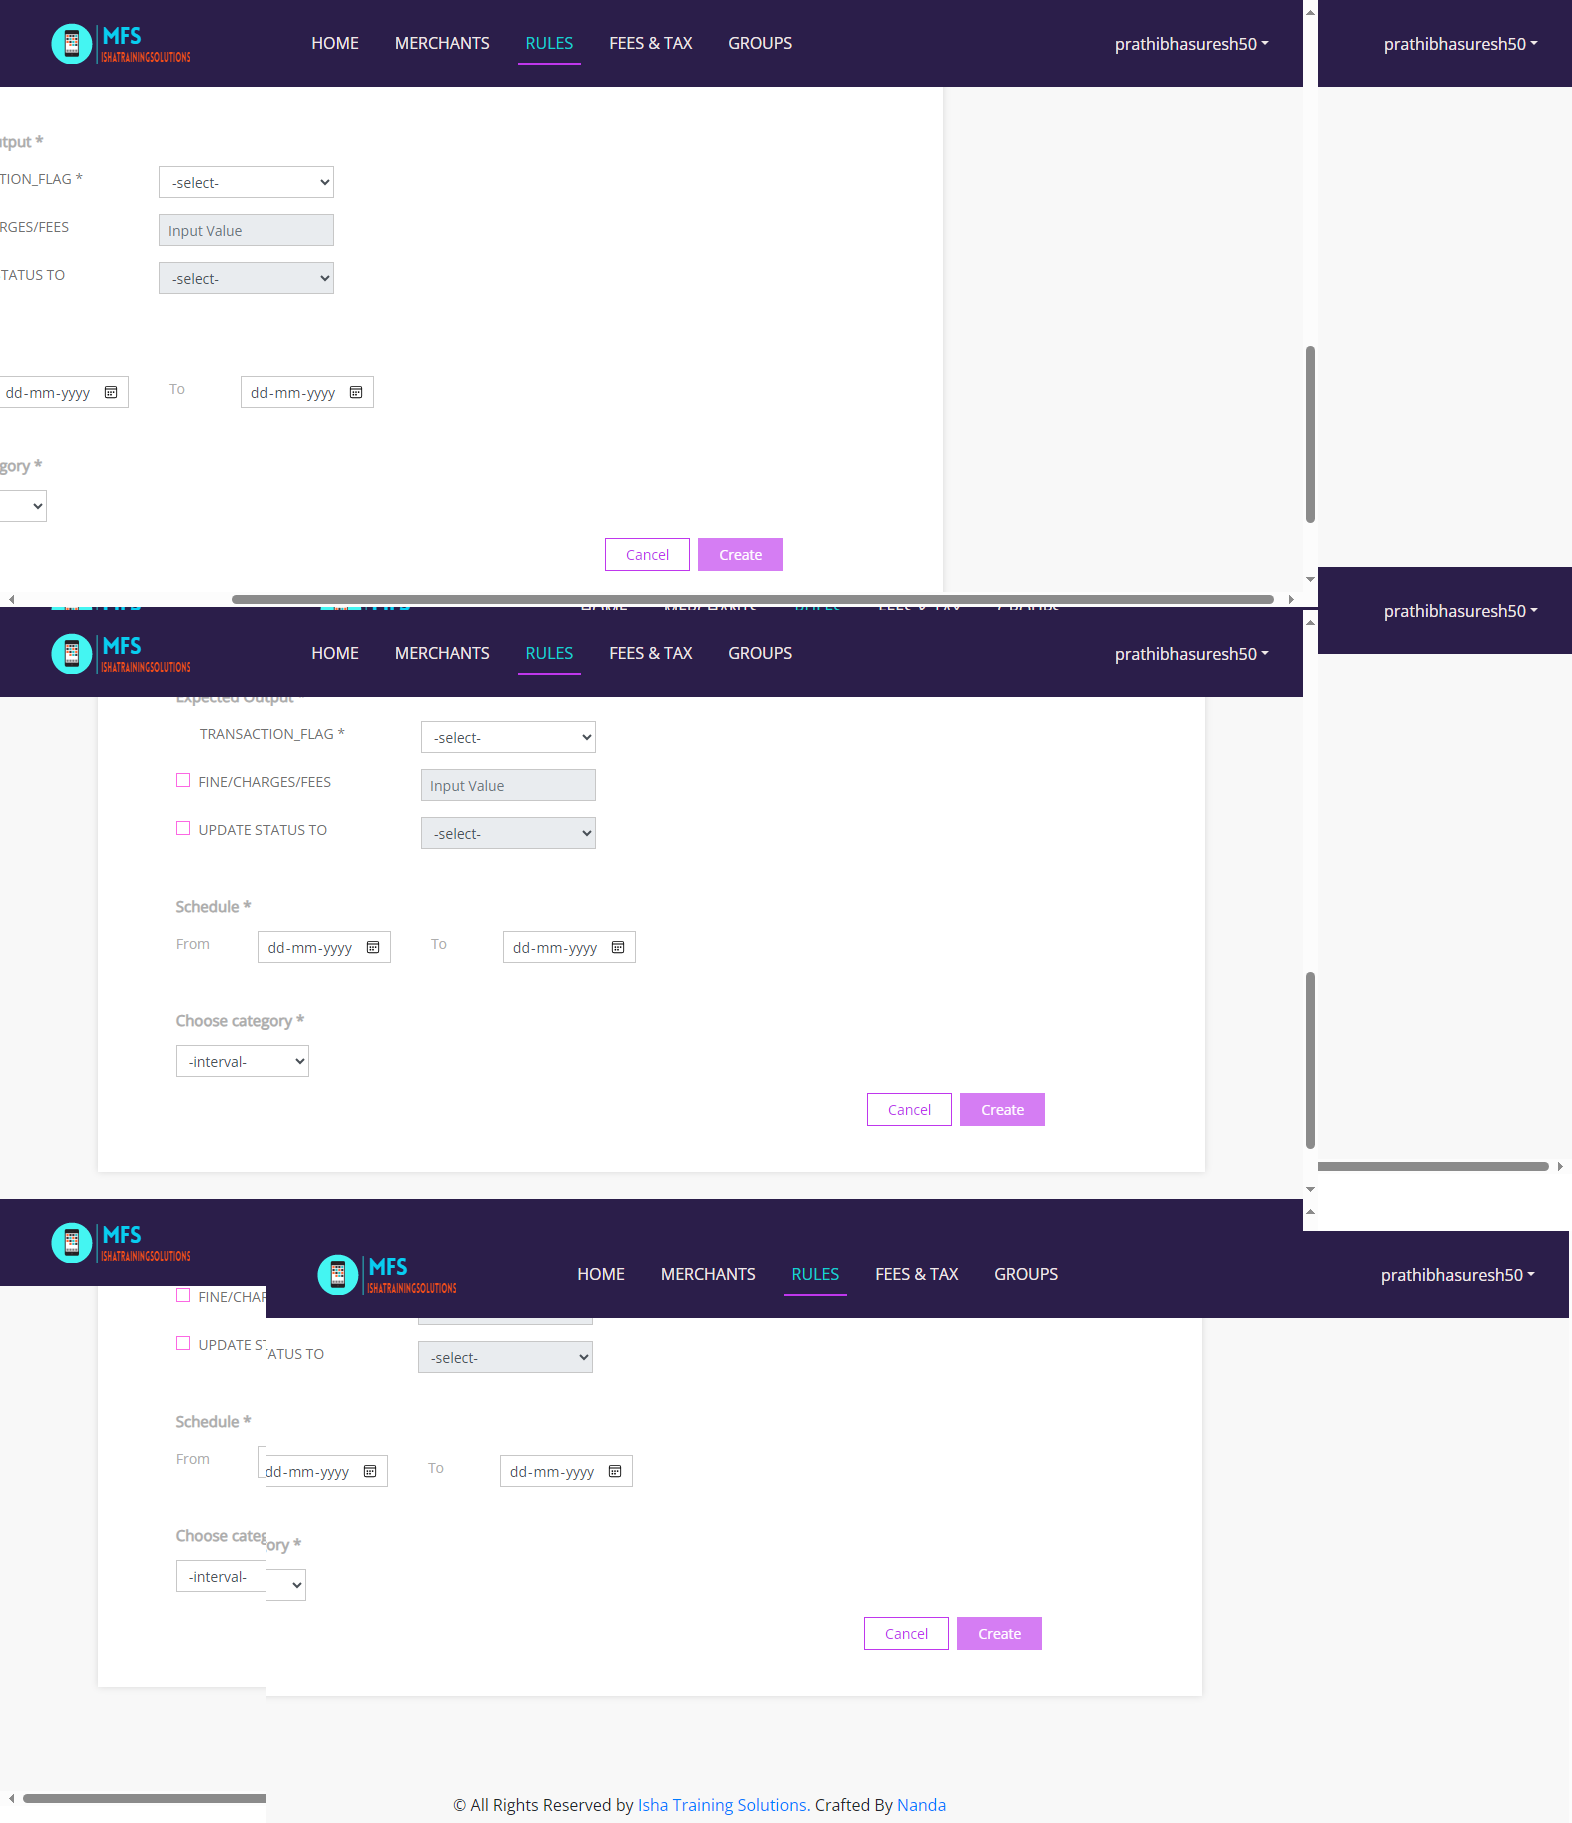 MFS
ISHATRAININGSOLUTIONS
HOME MERCHANTS RULES FEES & TAX GROUPS prathibhasuresh50 prathibhasuresh50
utput *
TION_FLAG * -select-
RGES/FEES Input Value
TATUS TO -select-
dd-mm-yyyy To dd-mm-yyyy
gory *
Cancel Create
prathibhasuresh50
MFS
ISHATRAININGSOLUTIONS
HOME MERCHANTS RULES FEES & TAX GROUPS prathibhasuresh50
Expected Output *
TRANSACTION_FLAG * -select-
FINE/CHARGES/FEES Input Value
UPDATE STATUS TO -select-
Schedule *
From dd-mm-yyyy To dd-mm-yyyy
Choose category *
-interval-
Cancel Create
MFS
ISHATRAININGSOLUTIONS
MFS
ISHATRAININGSOLUTIONS
HOME MERCHANTS RULES FEES & TAX GROUPS prathibhasuresh50
FINE/CHAR
UPDATE ST
ATUS TO -select-
Schedule *
From dd-mm-yyyy To dd-mm-yyyy
Choose categ
ory *
-interval-
Cancel Create
© All Rights Reserved by Isha Training Solutions. Crafted By Nanda